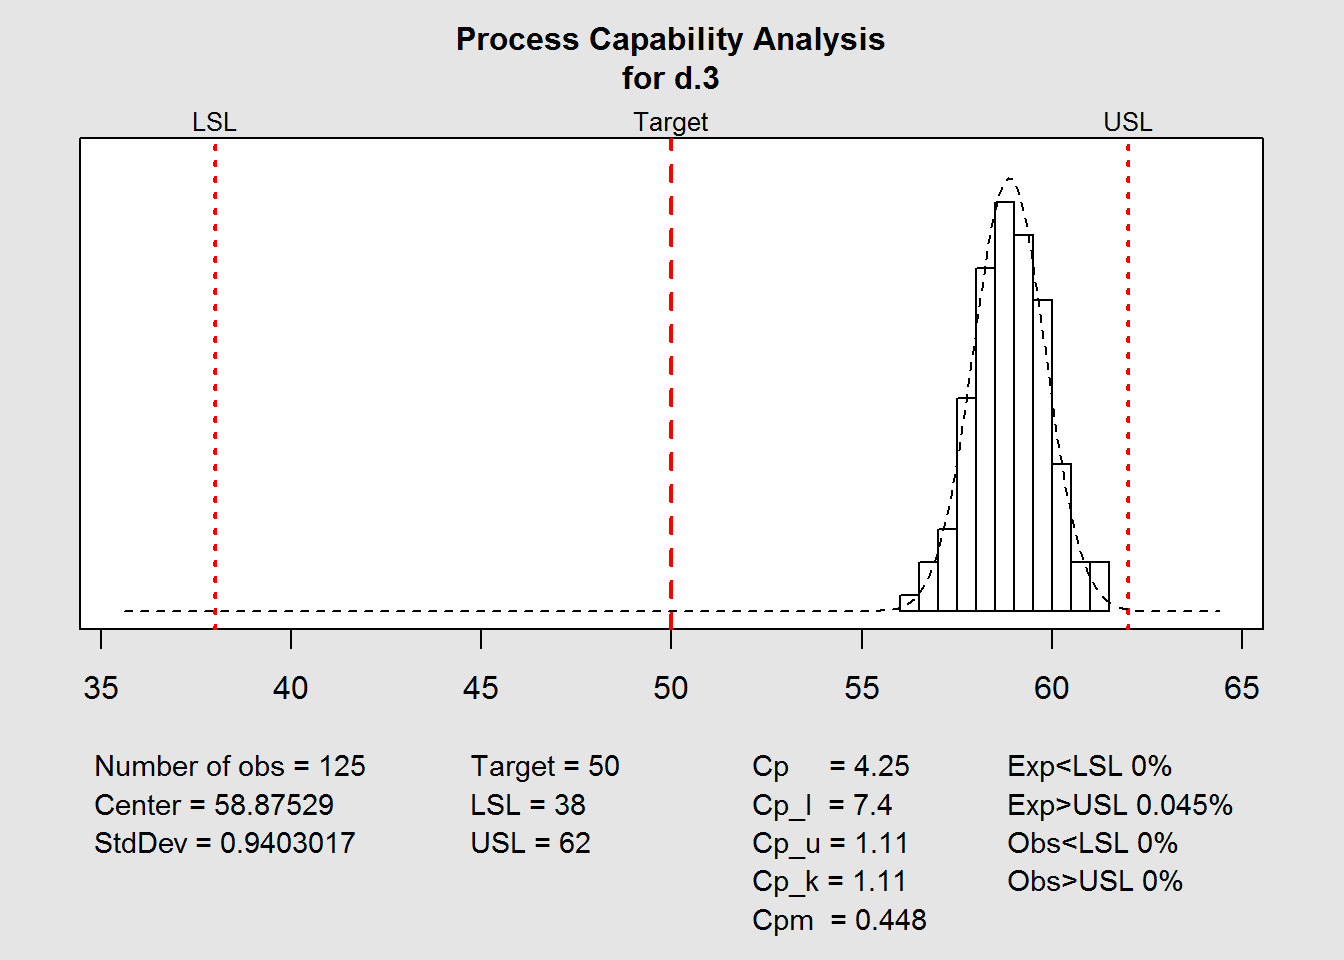 Process Capability Analysis
for d.3
LSL Target USL
35 40 45 50 55 60 65
Number of obs = 125
Center = 58.87529
StdDev = 0.9403017
Target = 50
LSL = 38
USL = 62
Cp = 4.25
Cp_l = 7.4
Cp_u = 1.11
Cp_k = 1.11
Cpm = 0.448
Exp<LSL 0%
Exp>USL 0.045%
Obs<LSL 0%
Obs>USL 0%